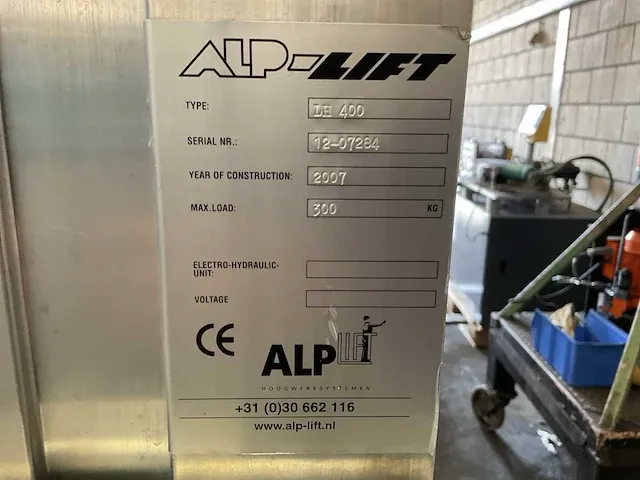 ALP-LIFT
TYPE: LH 400
SERIAL NR.: 12-07284
YEAR OF CONSTRUCTION: 2007
MAX.LOAD: 300 KG
ELECTRO-HYDRAULIC-
UNIT:
VOLTAGE
CE ALP LIFT
HOOGWERKSYSTEMEN
+31 (0)30 662 116
www.alp-lift.nl